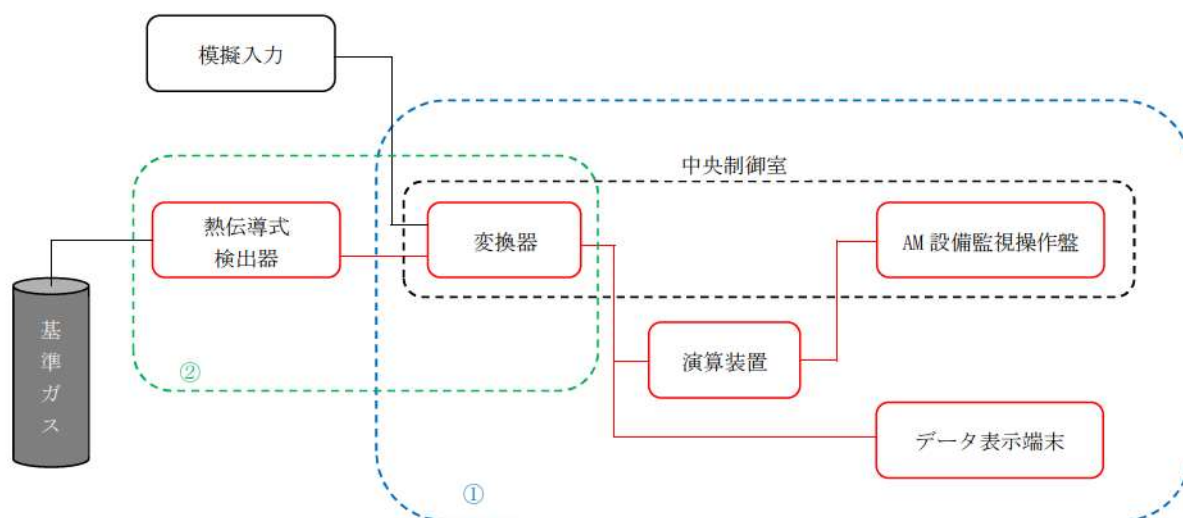 模擬入力
中央制御室
熱伝導式
検出器
変換器
AM 設備監視操作盤
基準ガス
②
演算装置
データ表示端末
①